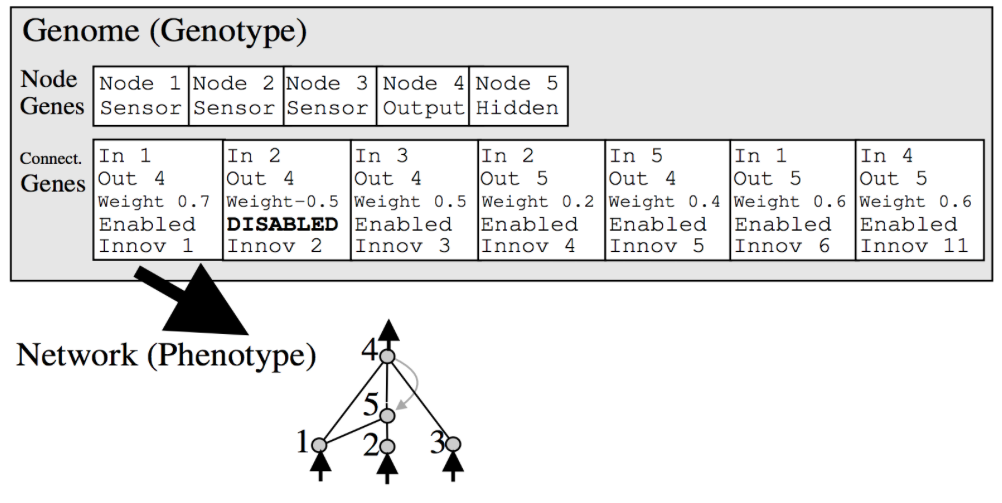 Genome (Genotype)
Node Genes
Node 1 Sensor
Node 2 Sensor
Node 3 Sensor
Node 4 Output
Node 5 Hidden
Connect. Genes
In 1
Out 4
Weight 0.7
Enabled
Innov 1
In 2
Out 4
Weight-0.5
DISABLED
Innov 2
In 3
Out 4
Weight 0.5
Enabled
Innov 3
In 2
Out 5
Weight 0.2
Enabled
Innov 4
In 5
Out 4
Weight 0.4
Enabled
Innov 5
In 1
Out 5
Weight 0.6
Enabled
Innov 6
In 4
Out 5
Weight 0.6
Enabled
Innov 11
Network (Phenotype)
4
5
1
2
3